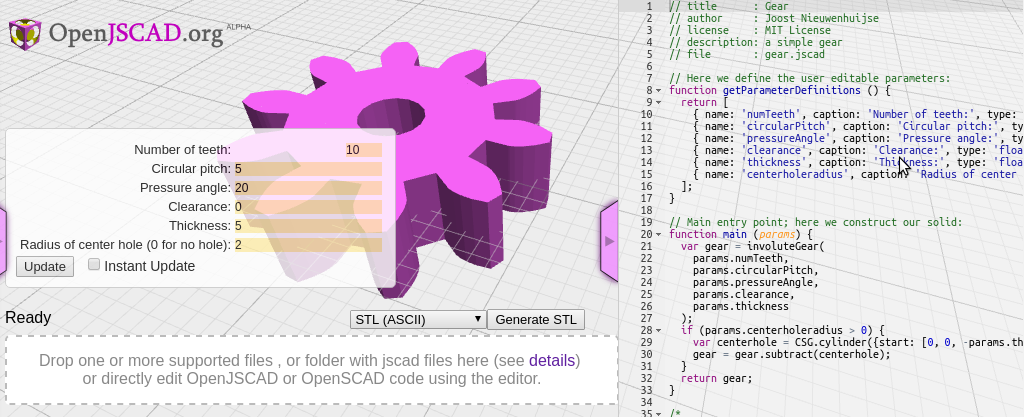 OpenJSCAD.org ALPHA
Number of teeth: 10
Circular pitch: 5
Pressure angle: 20
Clearance: 0
Thickness: 5
Radius of center hole (0 for no hole): 2
Update Instant Update
Ready
STL (ASCII) Generate STL
Drop one or more supported files , or folder with jscad files here (see details)
or directly edit OpenJSCAD or OpenSCAD code using the editor.
1 // title      : Gear
2 // author     : Joost Nieuwenhuijse
3 // license    : MIT License
4 // description: a simple gear
5 // file       : gear.jscad
6
7 // Here we define the user editable parameters:
8 function getParameterDefinitions () {
9   return [
10     { name: 'numTeeth', caption: 'Number of teeth:', type:
11     { name: 'circularPitch', caption: 'Circular pitch:', ty
12     { name: 'pressureAngle', caption: 'Pressure angle:', ty
13     { name: 'clearance', caption: 'Clearance:', type: 'floa
14     { name: 'thickness', caption: 'Thickness:', type: 'floa
15     { name: 'centerholeradius', caption: 'Radius of center
16   ];
17 }
18
19 // Main entry point; here we construct our solid:
20 function main (params) {
21   var gear = involuteGear(
22     params.numTeeth,
23     params.circularPitch,
24     params.pressureAngle,
25     params.clearance,
26     params.thickness
27   );
28   if (params.centerholeradius > 0) {
29     var centerhole = CSG.cylinder({start: [0, 0, -params.th
30     gear = gear.subtract(centerhole);
31   }
32   return gear;
33 }
34
35 /*